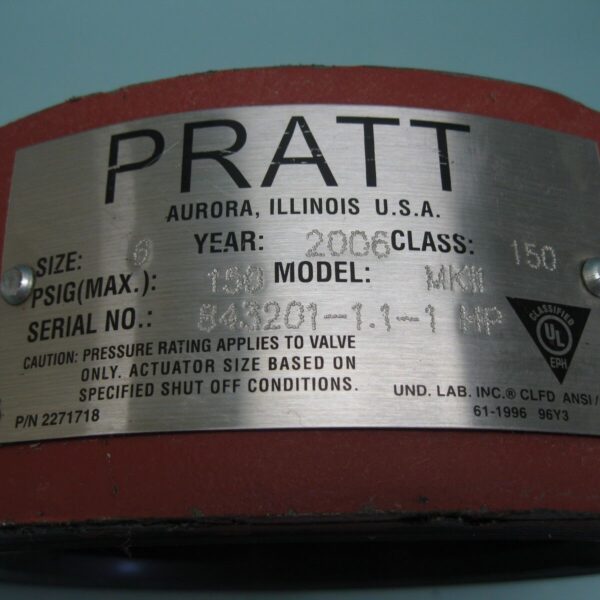 PRATT
AURORA, ILLINOIS U.S.A.
SIZE: 6 YEAR: 2006 CLASS: 150
PSIG(MAX.): 150 MODEL: MKII
SERIAL NO.: 843201-1.1-1 MP
CAUTION: PRESSURE RATING APPLIES TO VALVE
ONLY. ACTUATOR SIZE BASED ON
SPECIFIED SHUT OFF CONDITIONS.
P/N 2271718
CLASSIFIED
UL
EPH
UND. LAB. INC.® CLFD ANSI /
61-1996 96Y3